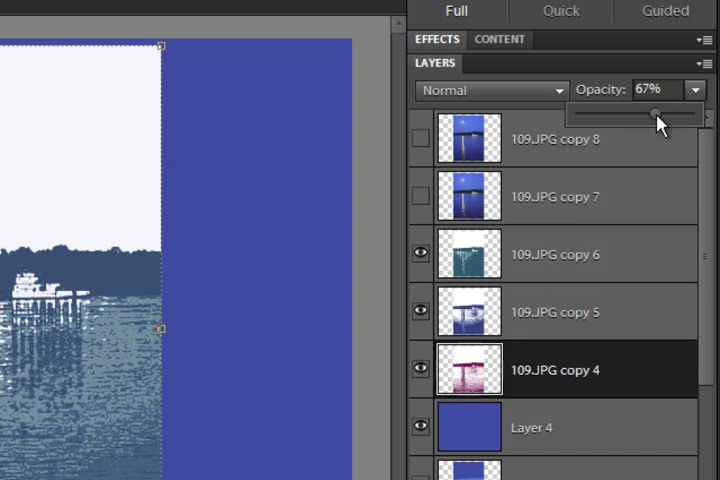 Full Quick Guided
EFFECTS CONTENT
LAYERS
Normal Opacity: 67%
109.JPG copy 8
109.JPG copy 7
109.JPG copy 6
109.JPG copy 5
109.JPG copy 4
Layer 4